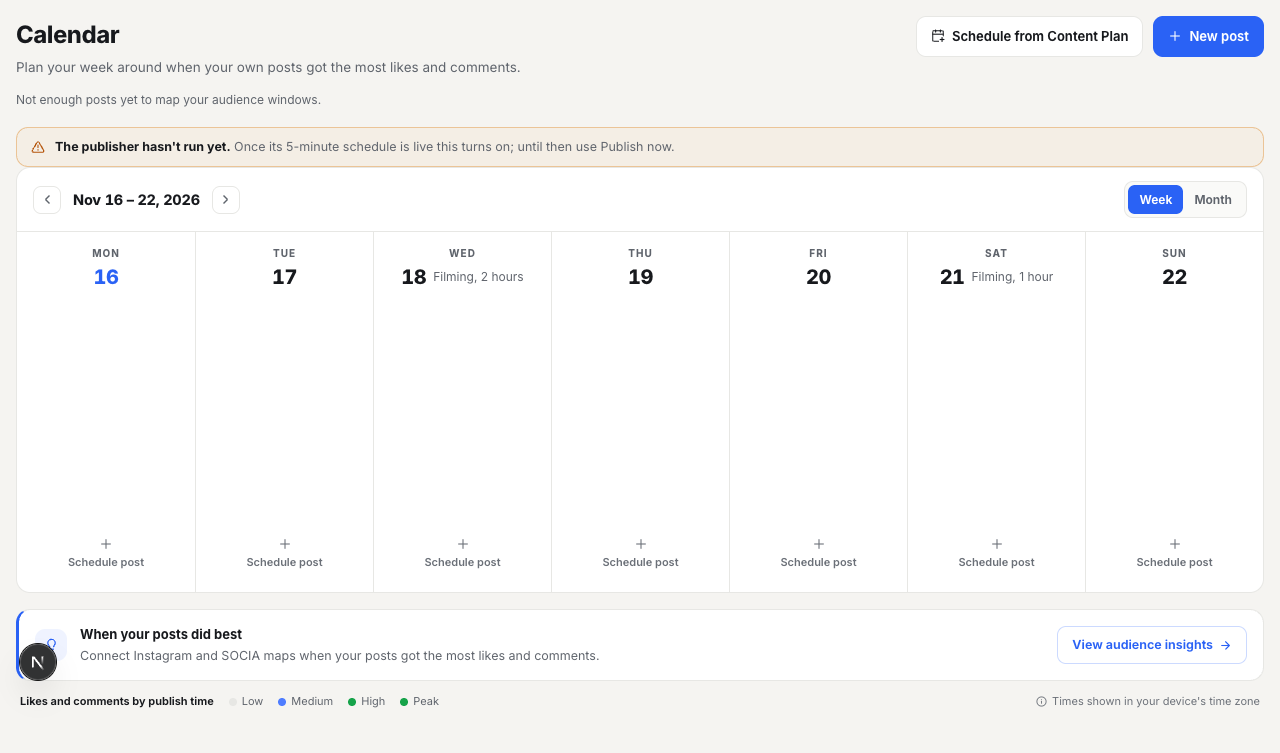 Calendar
Schedule from Content Plan
New post
Plan your week around when your own posts got the most likes and comments.
Not enough posts yet to map your audience windows.
The publisher hasn't run yet. Once its 5-minute schedule is live this turns on; until then use Publish now.
Nov 16 – 22, 2026
Week Month
MON TUE WED THU FRI SAT SUN
16 17 18 Filming, 2 hours 19 20 21 Filming, 1 hour 22
Schedule post Schedule post Schedule post Schedule post Schedule post Schedule post Schedule post
When your posts did best
Connect Instagram and SOCIA maps when your posts got the most likes and comments.
View audience insights →
N
Likes and comments by publish time Low Medium High Peak
Times shown in your device's time zone